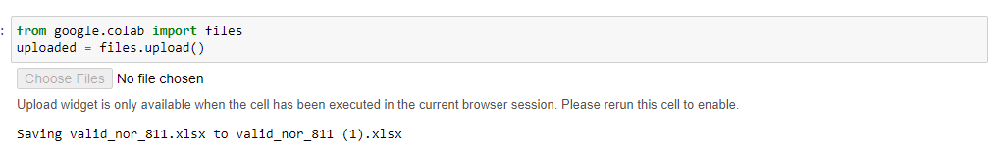 : from google.colab import files
uploaded = files.upload()
Choose Files No file chosen
Upload widget is only available when the cell has been executed in the current browser session. Please rerun this cell to enable.
Saving valid_nor_811.xlsx to valid_nor_811 (1).xlsx